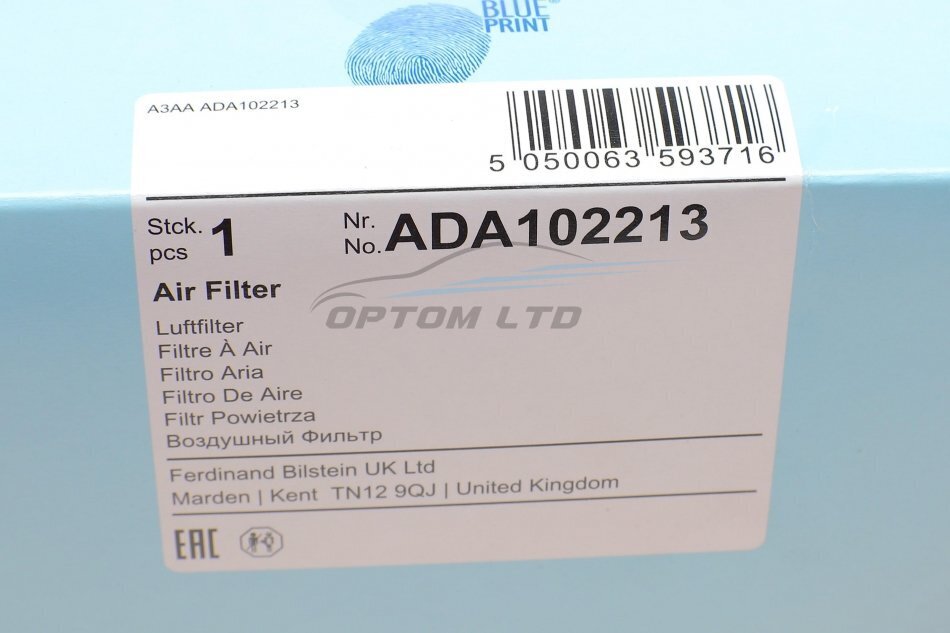 BLUE
PRINT
A3AA ADA102213
5 050063 593716
Stck.
pcs
1
Nr.
No.
ADA102213
Air Filter
OPTOM LTD
Luftfilter
Filtre À Air
Filtro Aria
Filtro De Aire
Filtr Powietrza
Воздушный Фильтр
Ferdinand Bilstein UK Ltd
Marden | Kent TN12 9QJ | United Kingdom
EAC